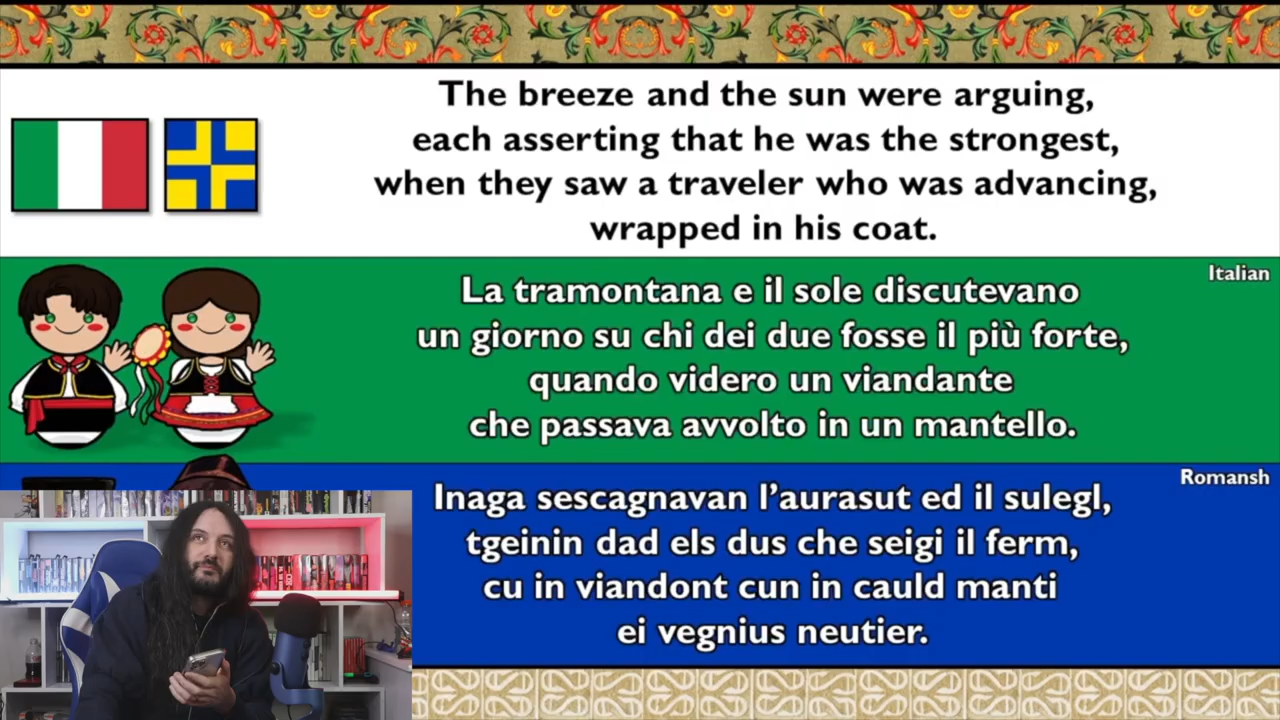 The breeze and the sun were arguing,
each asserting that he was the strongest,
when they saw a traveler who was advancing,
wrapped in his coat.
Italian
La tramontana e il sole discutevano
un giorno su chi dei due fosse il più forte,
quando videro un viandante
che passava avvolto in un mantello.
Romansh
Inaga sescagnavan l’aurasut ed il sulegl,
tgeinin dad els dus che seigi il ferm,
cu in viandont cun in cauld manti
ei vegnius neutier.